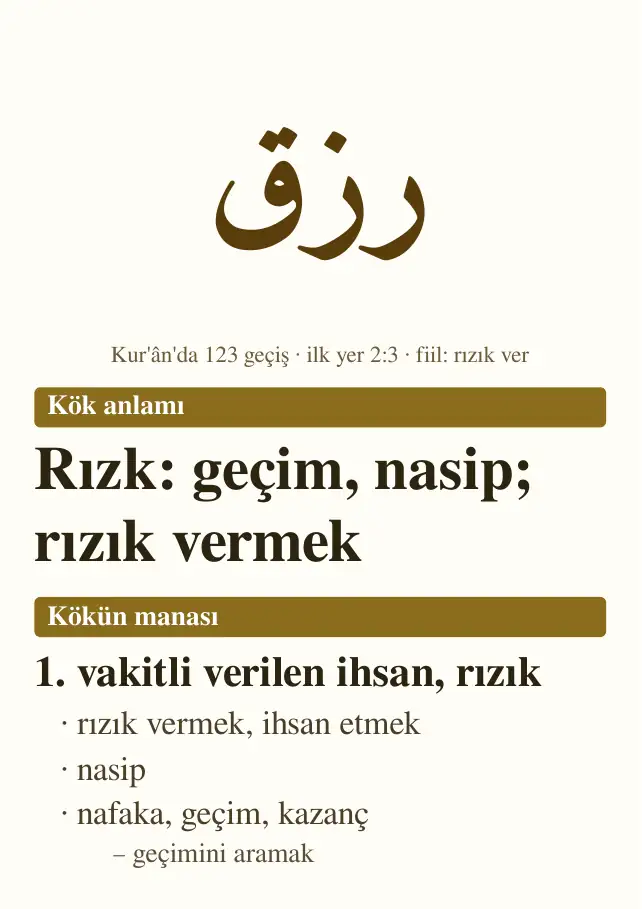 رزق
Kur'ân'da 123 geçiş · ilk yer 2:3 · fiil: rızık ver
Kök anlamı
Rızk: geçim, nasip;
rızık vermek
Kökün manası
1. vakitli verilen ihsan, rızık
· rızık vermek, ihsan etmek
· nasip
· nafaka, geçim, kazanç
– geçimini aramak